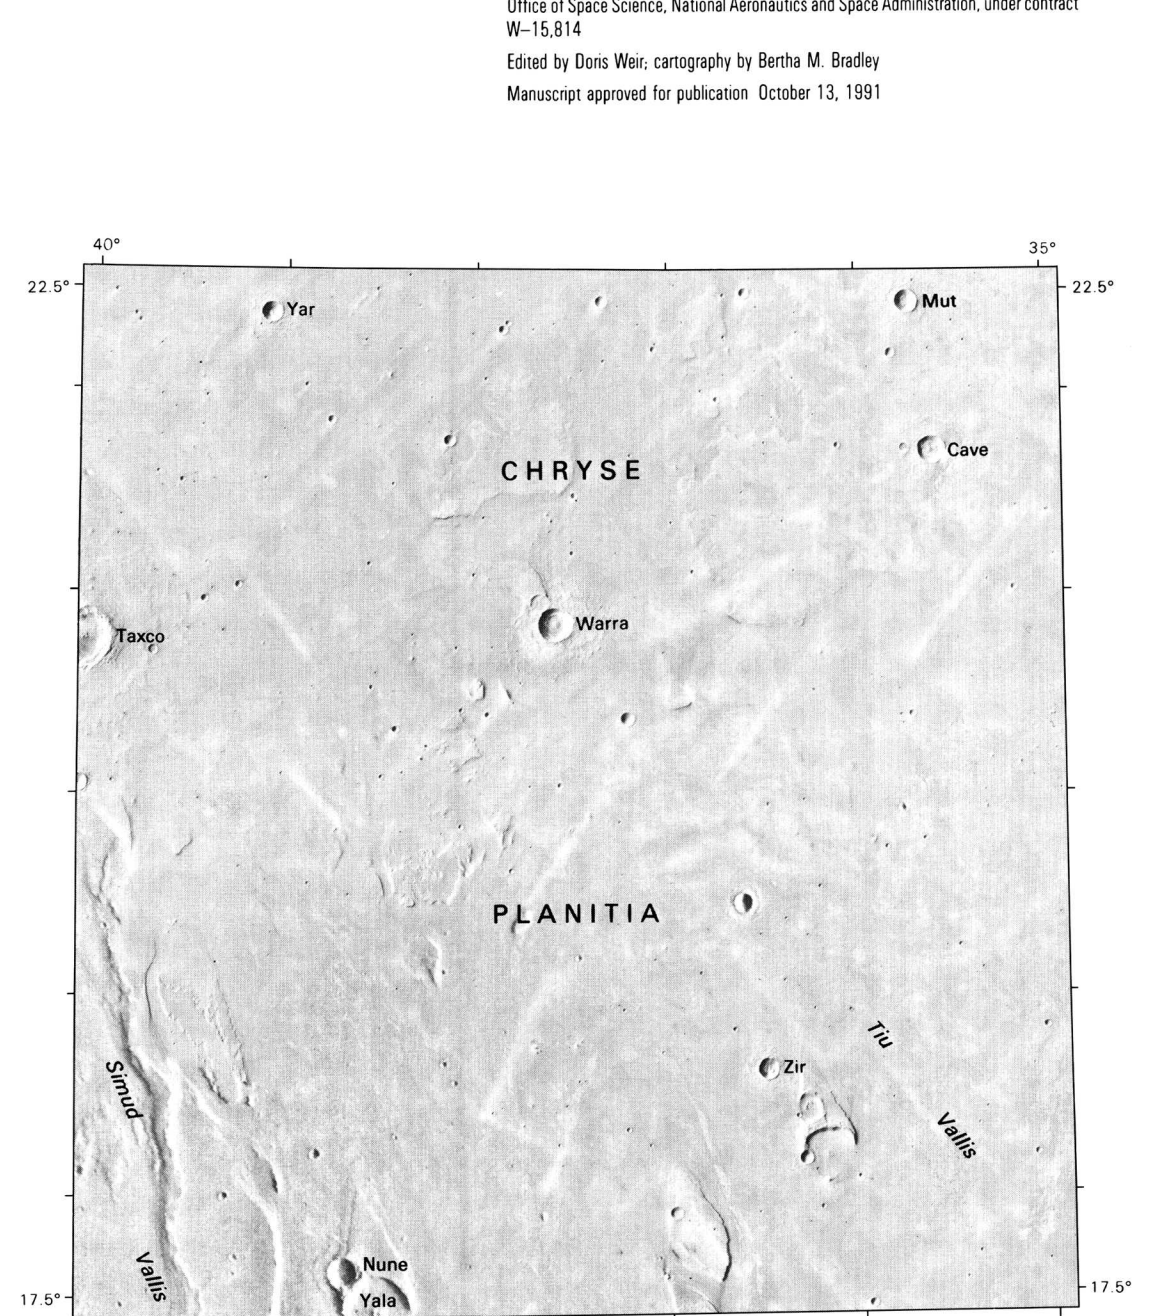 Office of Space Science, National Aeronautics and Space Administration, under contract
W–15,814
Edited by Doris Weir; cartography by Bertha M. Bradley
Manuscript approved for publication October 13, 1991
40°
35°
22.5°
22.5°
Yar
Mut
CHRYSE
Cave
Warra
Taxco
PLANITIA
Tiu
Zir
Simud
Vallis
Nune
Vallis
Yala
17.5°
17.5°